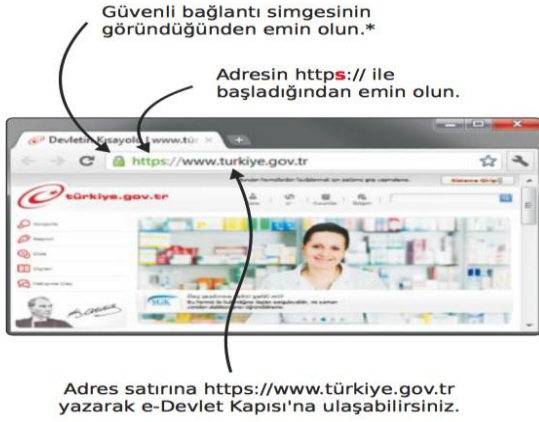 Güvenli bağlantı simgesinin
göründüğünden emin olun.*
Adresin https:// ile
başladığından emin olun.
Devletin Kısayolu | www.tür
https://www.turkiye.gov.tr
türkiye.gov.tr
Sisteme Giriş
SGK
Adres satırına https://www.türkiye.gov.tr
yazarak e-Devlet Kapısı'na ulaşabilirsiniz.